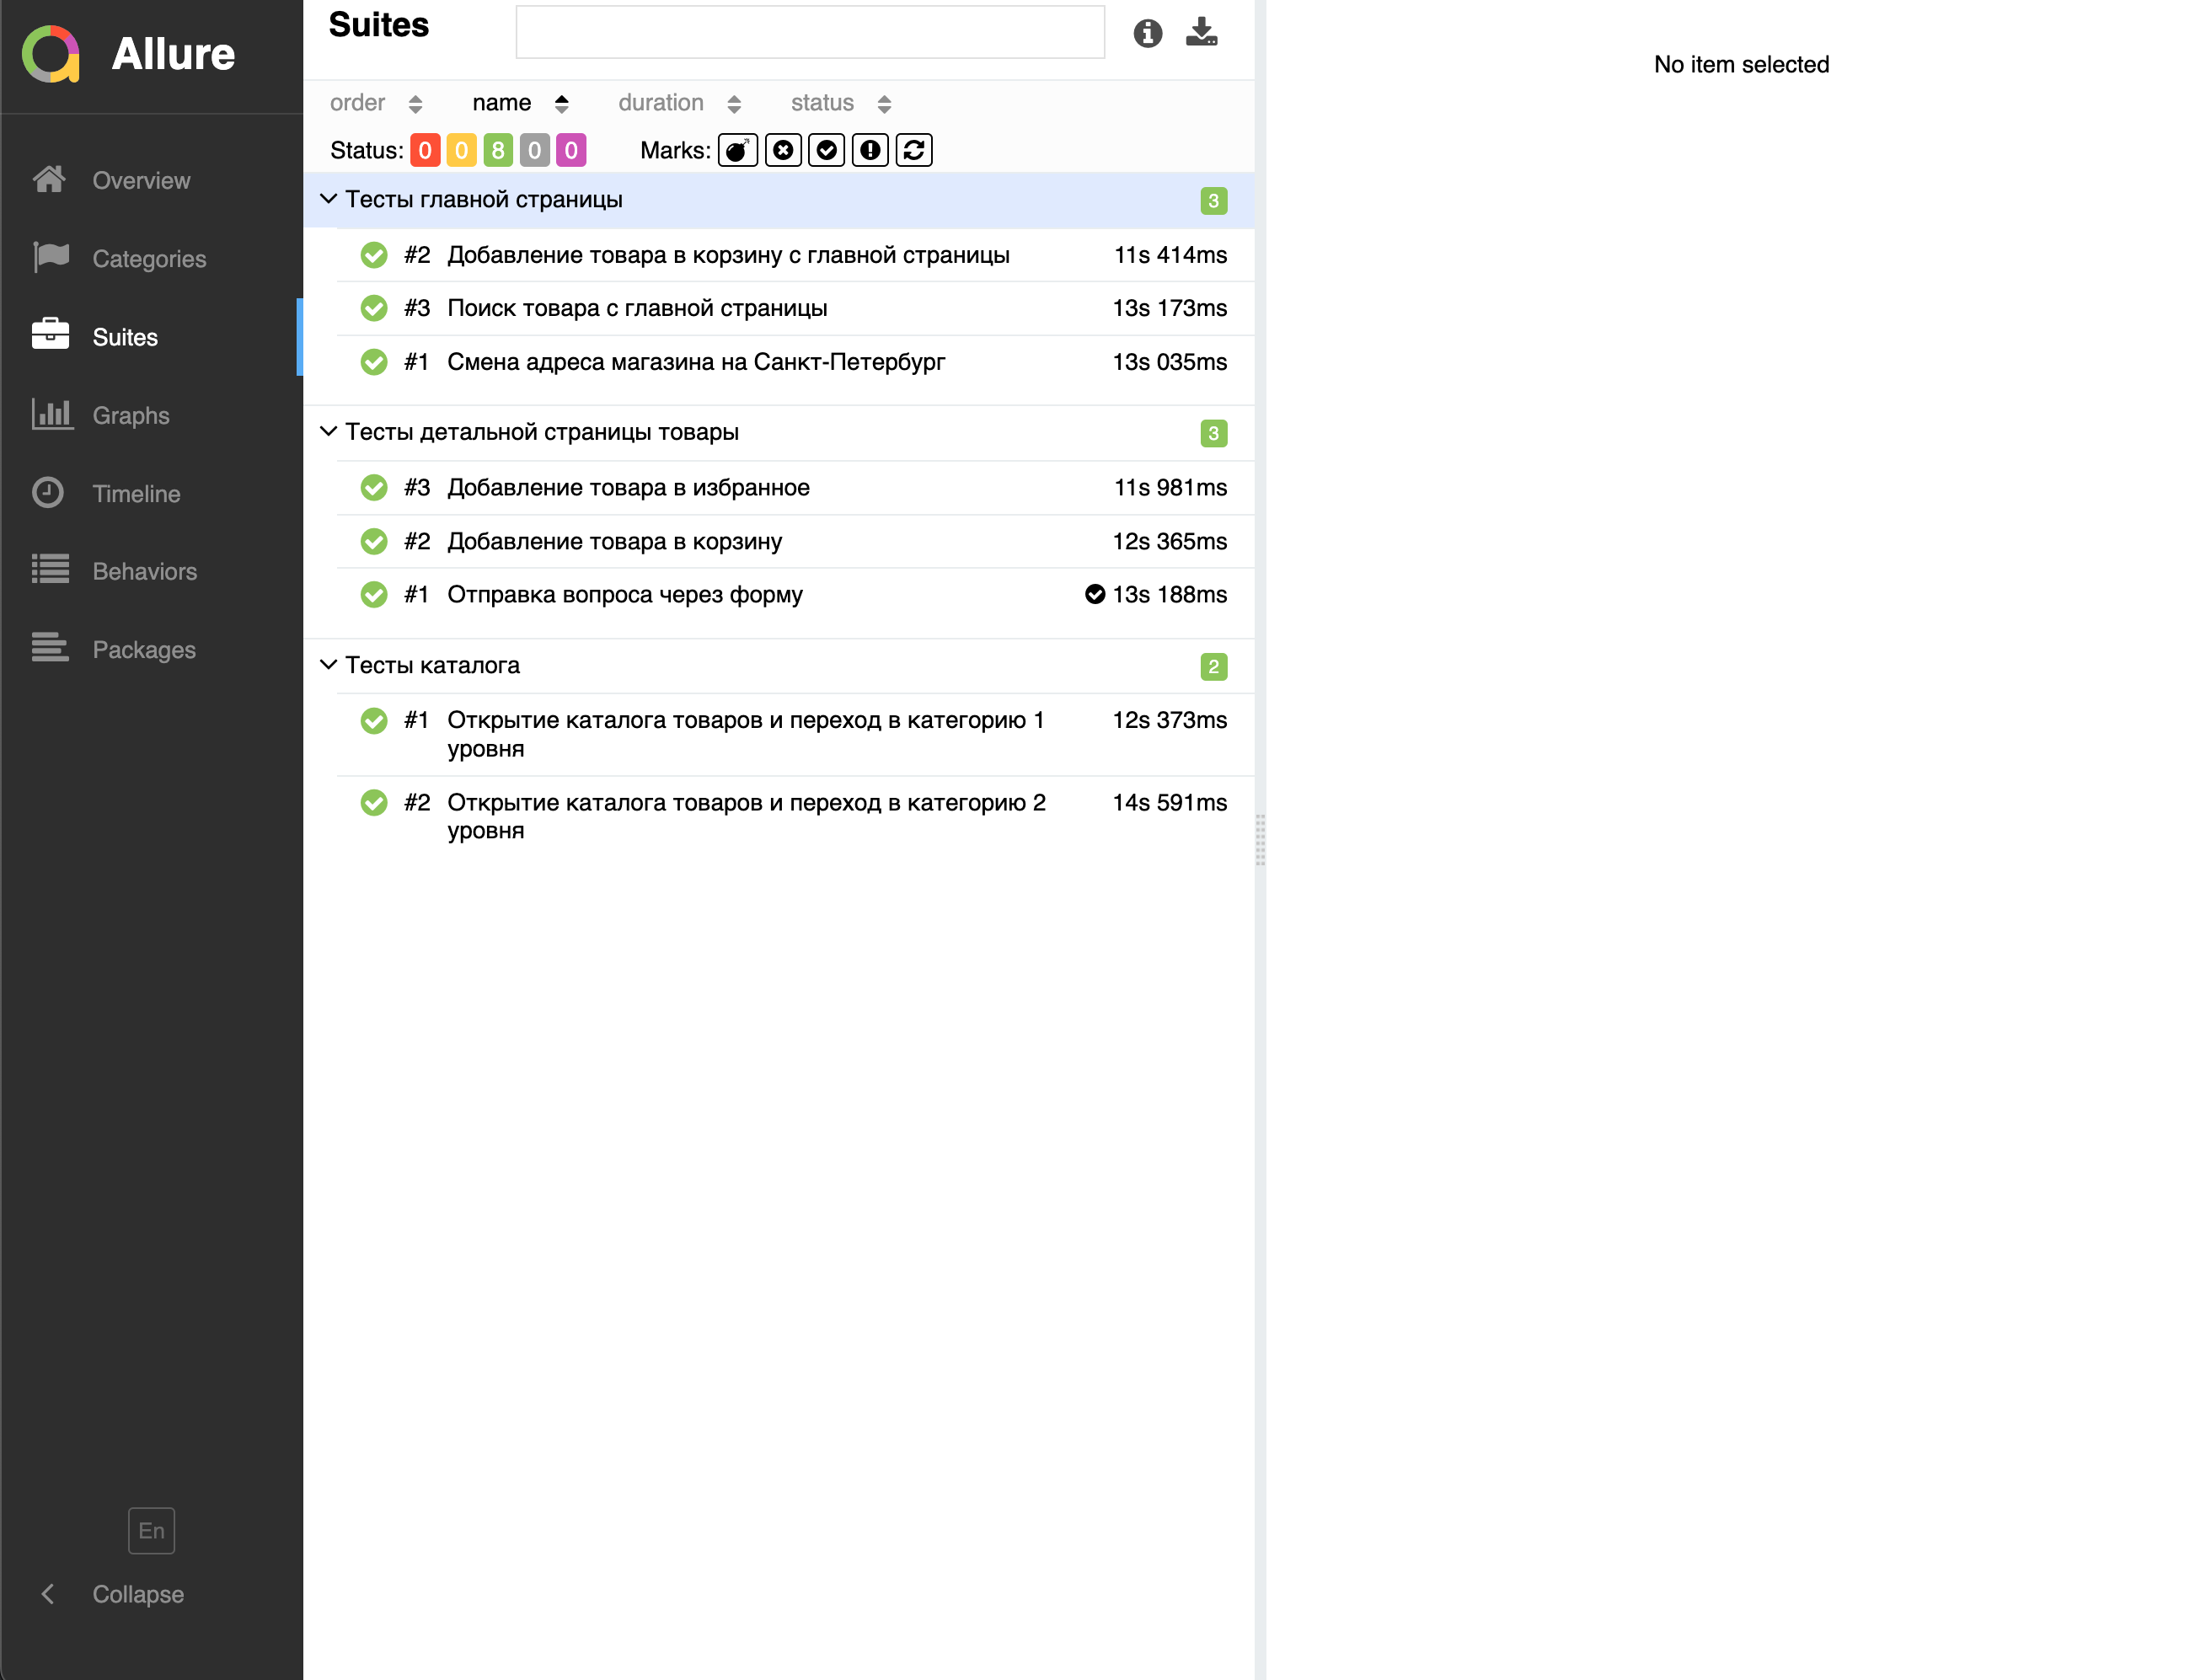 Allure
Overview
Categories
Suites
Graphs
Timeline
Behaviors
Packages
En
Collapse
Suites
order name duration status
Status: 0 0 8 0 0 Marks:
Тесты главной страницы 3
#2 Добавление товара в корзину с главной страницы 11s 414ms
#3 Поиск товара с главной страницы 13s 173ms
#1 Смена адреса магазина на Санкт-Петербург 13s 035ms
Тесты детальной страницы товары 3
#3 Добавление товара в избранное 11s 981ms
#2 Добавление товара в корзину 12s 365ms
#1 Отправка вопроса через форму 13s 188ms
Тесты каталога 2
#1 Открытие каталога товаров и переход в категорию 1 12s 373ms
уровня
#2 Открытие каталога товаров и переход в категорию 2 14s 591ms
уровня
No item selected